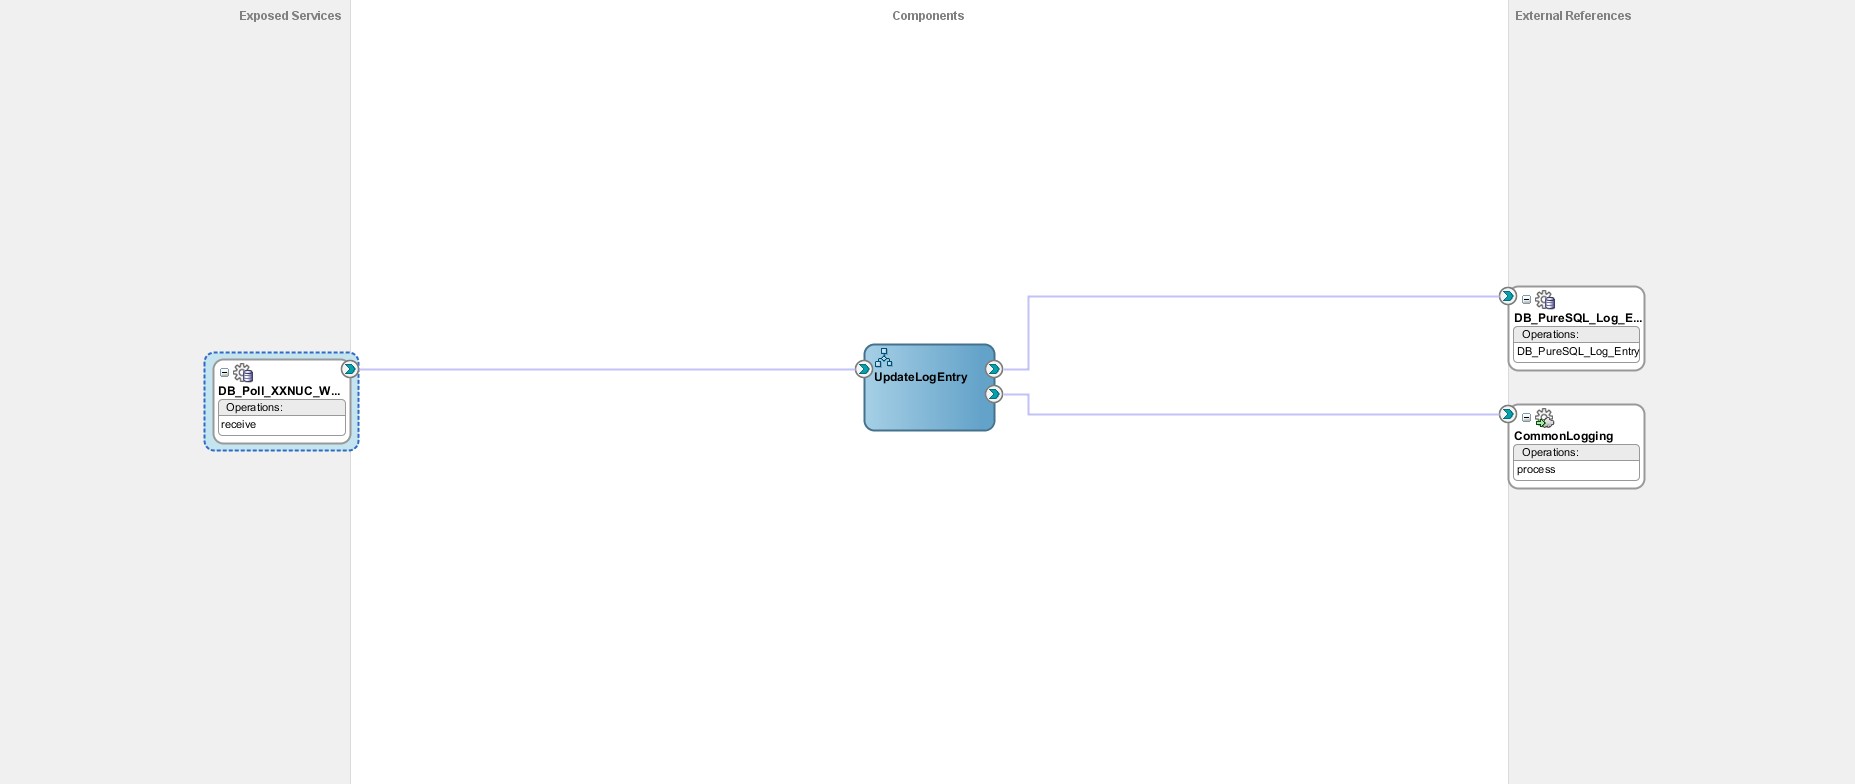 Exposed Services
Components
External References
DB_Poll_XXNUC_W...
Operations:
receive
UpdateLogEntry
DB_PureSQL_Log_E...
Operations:
DB_PureSQL_Log_Entry
CommonLogging
Operations:
process